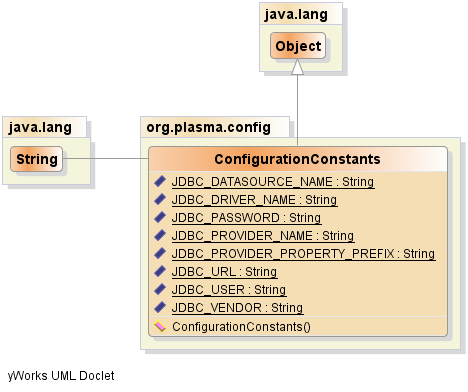 java.lang
Object
java.lang
String
org.plasma.config
ConfigurationConstants
JDBC_DATASOURCE_NAME : String
JDBC_DRIVER_NAME : String
JDBC_PASSWORD : String
JDBC_PROVIDER_NAME : String
JDBC_PROVIDER_PROPERTY_PREFIX : String
JDBC_URL : String
JDBC_USER : String
JDBC_VENDOR : String
ConfigurationConstants()
yWorks UML Doclet